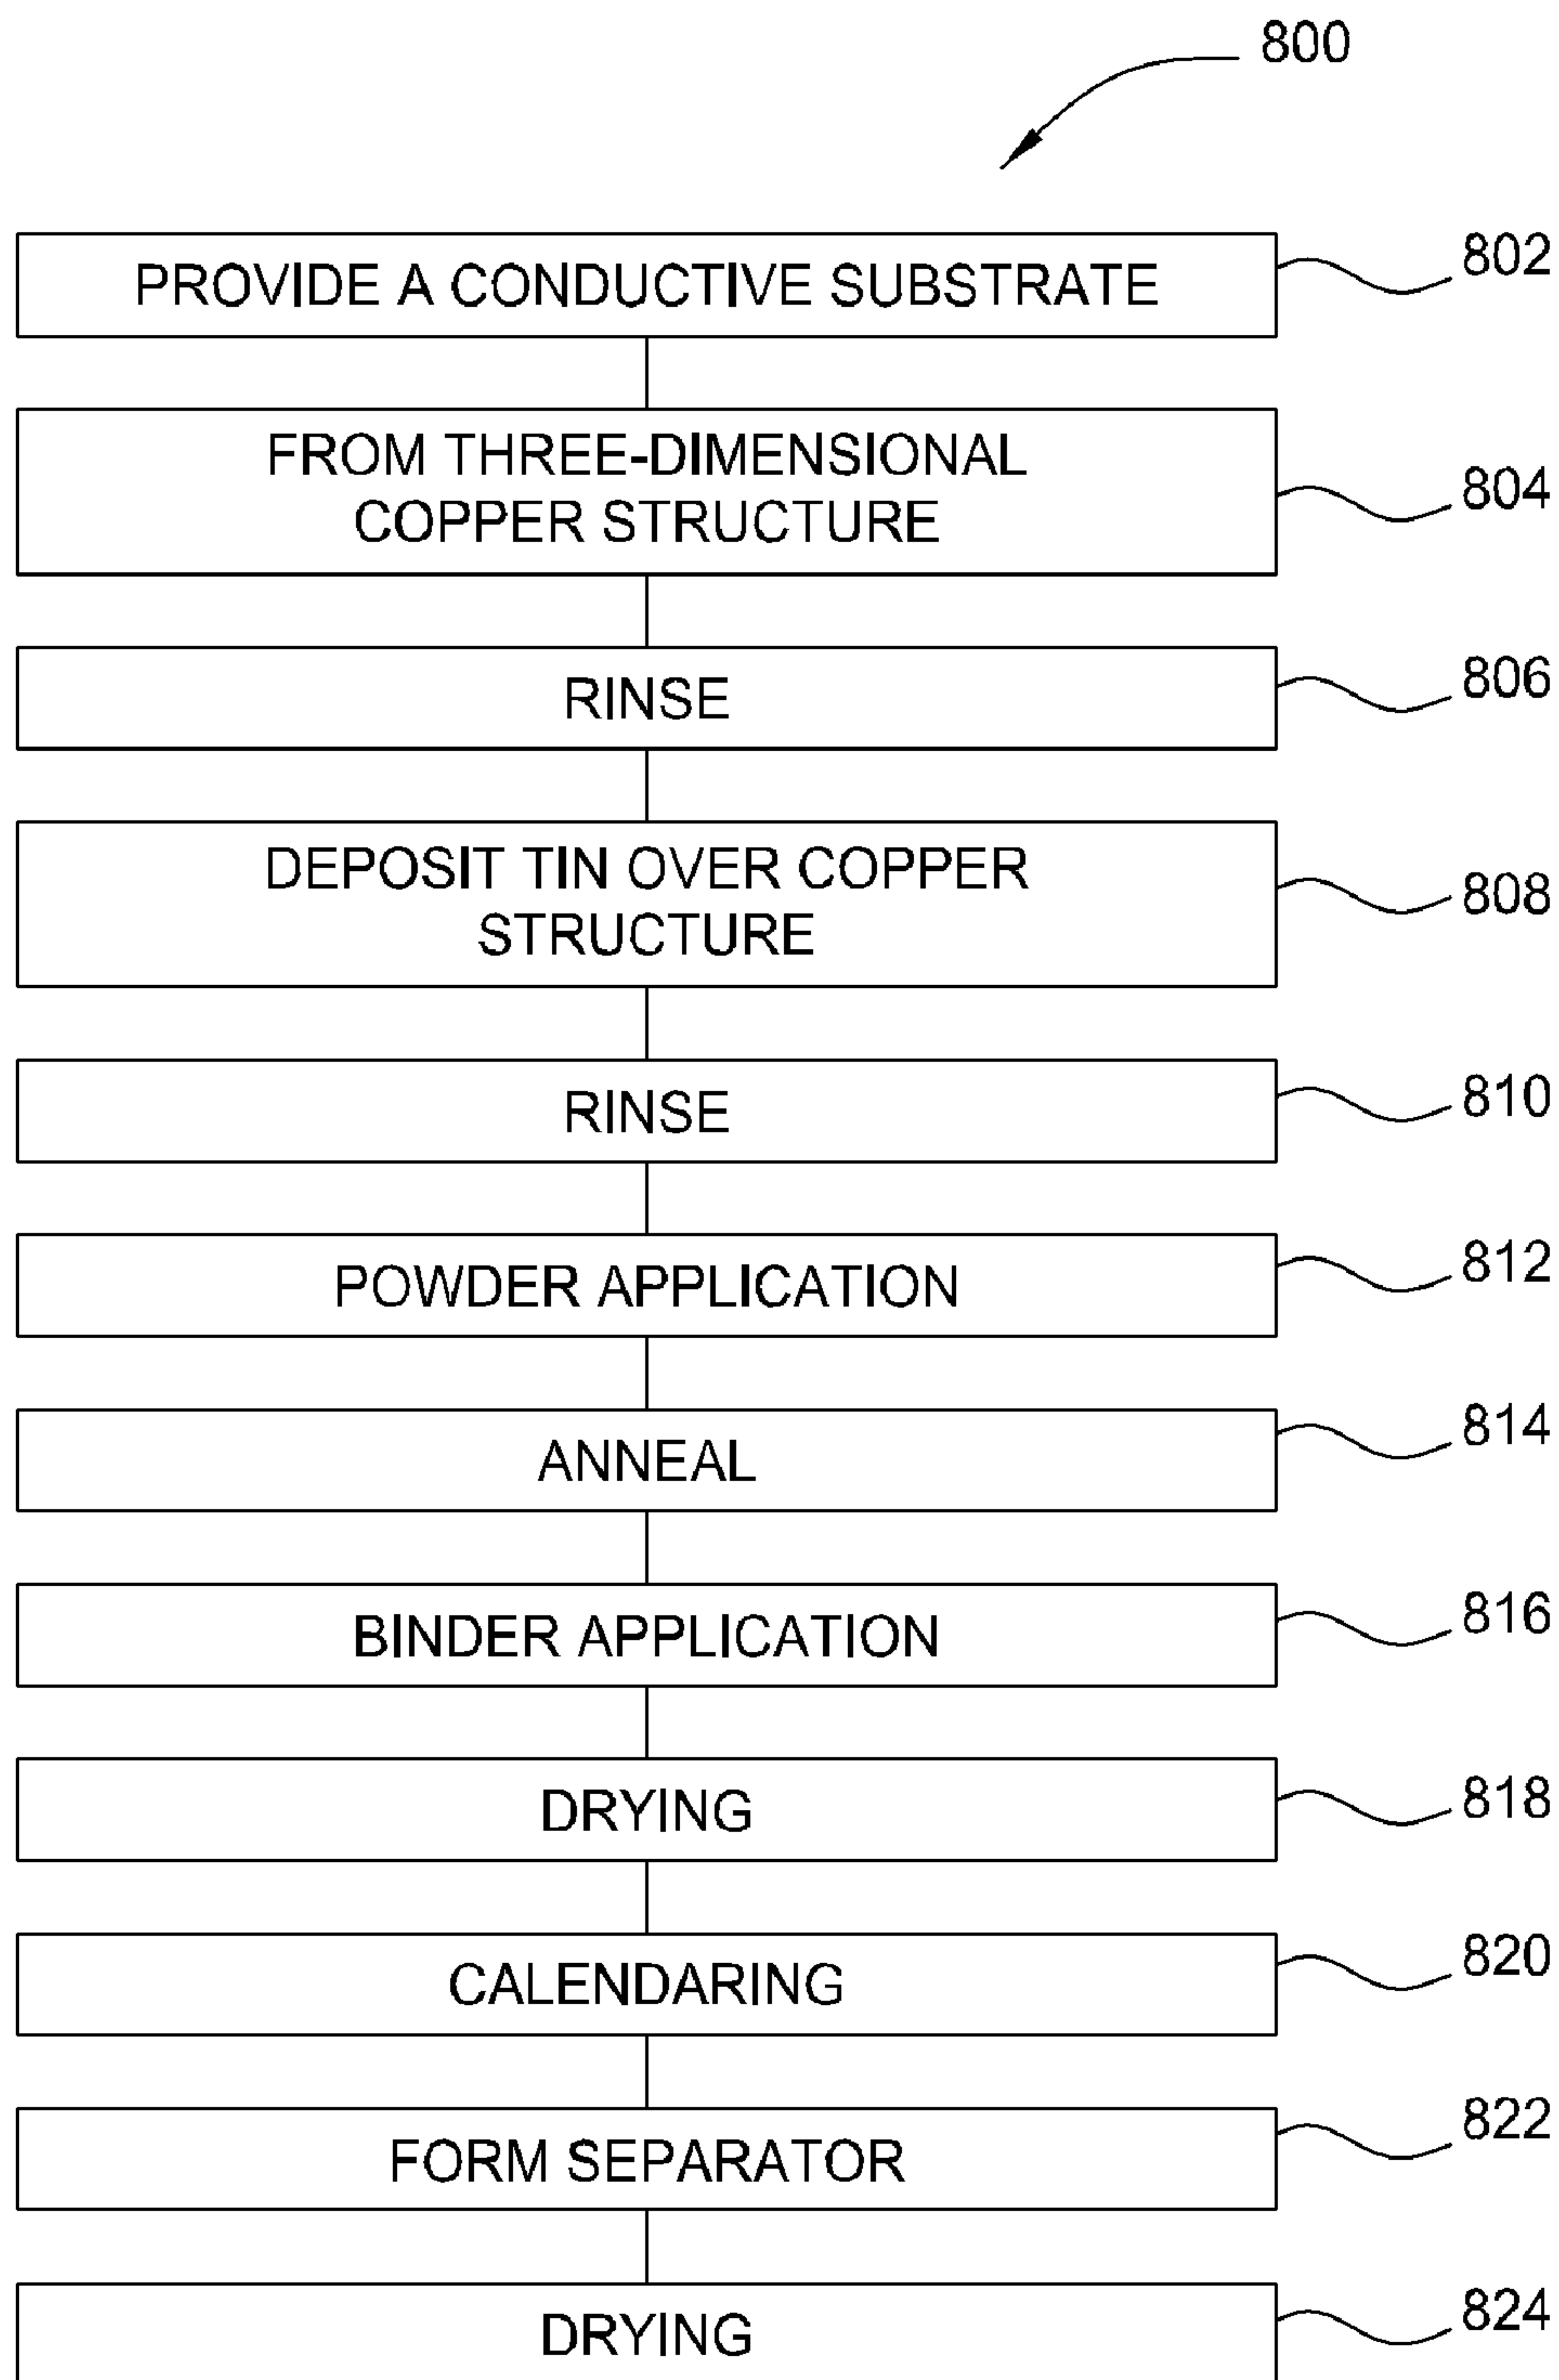 800
PROVIDE A CONDUCTIVE SUBSTRATE
802
FROM THREE-DIMENSIONAL
COPPER STRUCTURE
804
RINSE
806
DEPOSIT TIN OVER COPPER
STRUCTURE
808
RINSE
810
POWDER APPLICATION
812
ANNEAL
814
BINDER APPLICATION
816
DRYING
818
CALENDARING
820
FORM SEPARATOR
822
DRYING
824